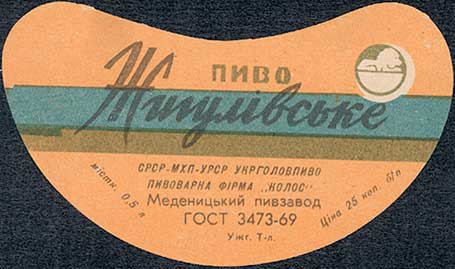 ПИВО
Жигулівське
СРСР-МХП-УРСР УКРГОЛОВПИВО
ПИВОВАРНА ФІРМА „КОЛОС"
Меденицький пивзавод
ГОСТ 3473-69
містк. 0,5 л
Ціна 25 коп. б/п
Ужг. Т-л.